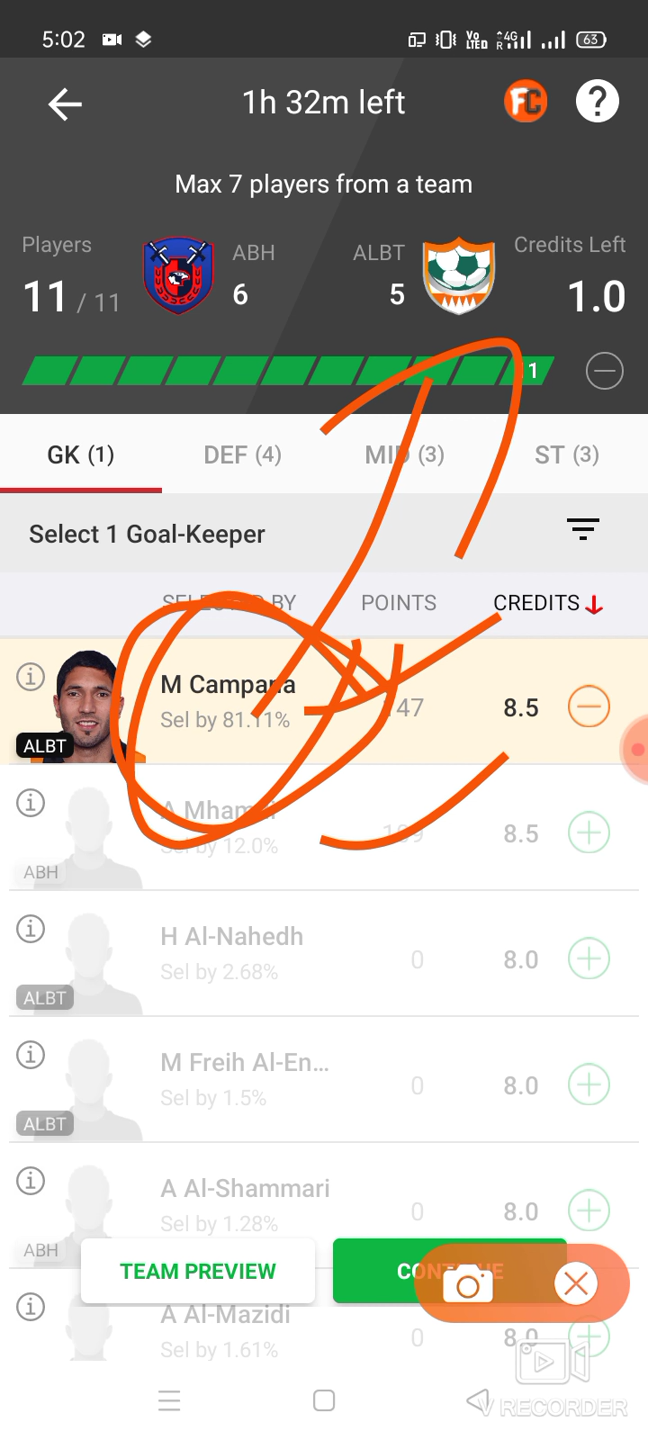 5:02 Vo LTED 4G R 63
1h 32m left FC ?
Max 7 players from a team
Players ABH ALBT Credits Left
11 / 11 6 5 1.0
1
GK (1) DEF (4) MID (3) ST (3)
Select 1 Goal-Keeper
SELECTED BY POINTS CREDITS
M Campana
Sel by 81.11% 47 8.5
ALBT
A Mhamdi
Sel by 12.0% 8.5
ABH
H Al-Nahedh
Sel by 2.68% 0 8.0
ALBT
M Freih Al-En...
Sel by 1.5% 0 8.0
ALBT
A Al-Shammari
Sel by 1.28% 0 8.0
ABH
TEAM PREVIEW CONTINUE
A Al-Mazidi
Sel by 1.61% 0 8.0
V RECORDER